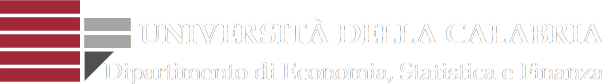 UNIVERSITÀ DELLA CALABRIA
Dipartimento di Economia, Statistica e Finanza